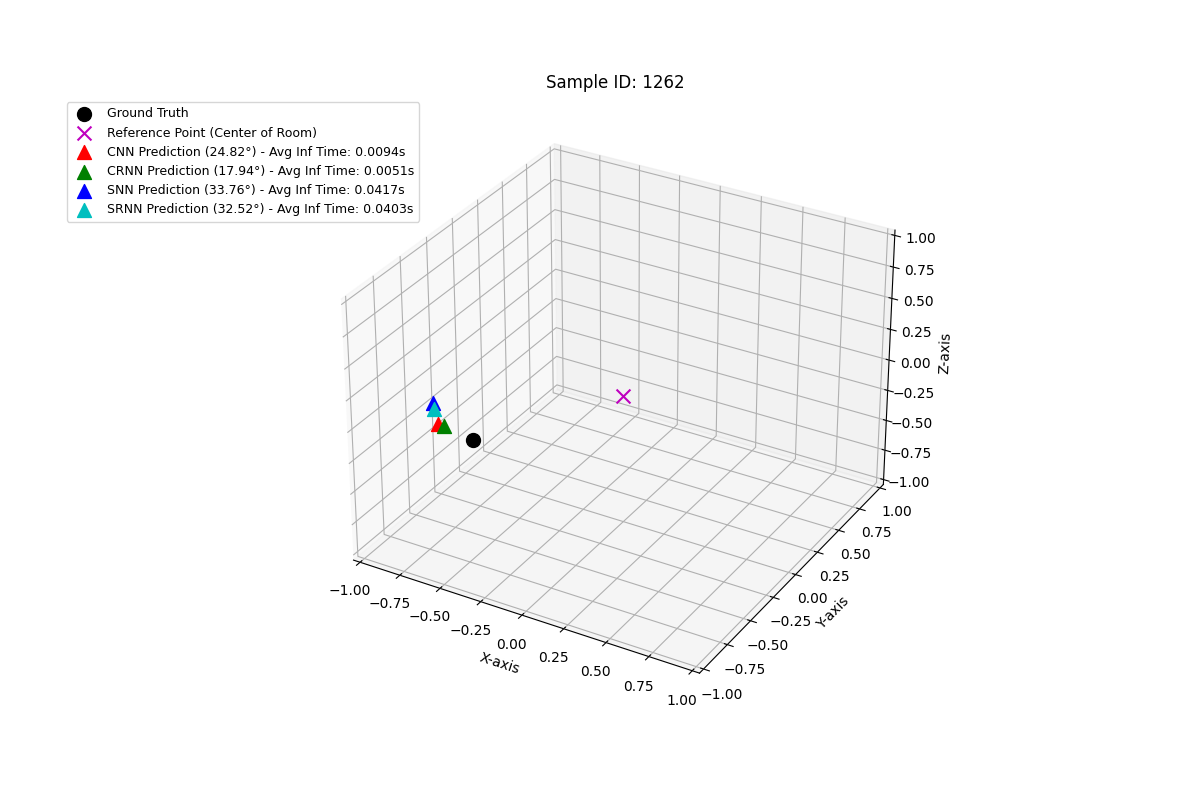 Sample ID: 1262
Ground Truth
Reference Point (Center of Room)
CNN Prediction (24.82°) - Avg Inf Time: 0.0094s
CRNN Prediction (17.94°) - Avg Inf Time: 0.0051s
SNN Prediction (33.76°) - Avg Inf Time: 0.0417s
SRNN Prediction (32.52°) - Avg Inf Time: 0.0403s
1.00
0.75
0.50
0.25
0.00
−0.25
−0.50
−0.75
−1.00
Z-axis
1.00
0.75
0.50
0.25
0.00
−0.25
−0.50
−0.75
−1.00
Y-axis
−1.00
−0.75
−0.50
−0.25
0.00
0.25
0.50
0.75
1.00
X-axis